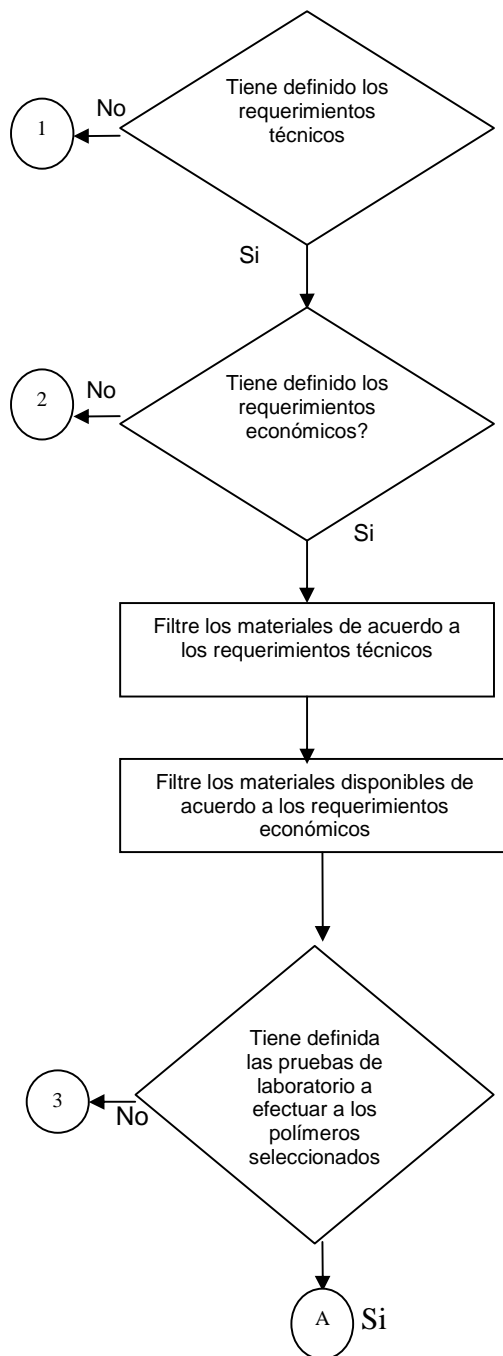 Tiene definido los
requerimientos
técnicos
No
1
Si
Tiene definido los
requerimientos
económicos?
No
2
Si
Filtre los materiales de acuerdo a
los requerimientos técnicos
Filtre los materiales disponibles de
acuerdo a los requerimientos
económicos
Tiene definida
las pruebas de
laboratorio a
efectuar a los
polímeros
seleccionados
3
No
A
Si